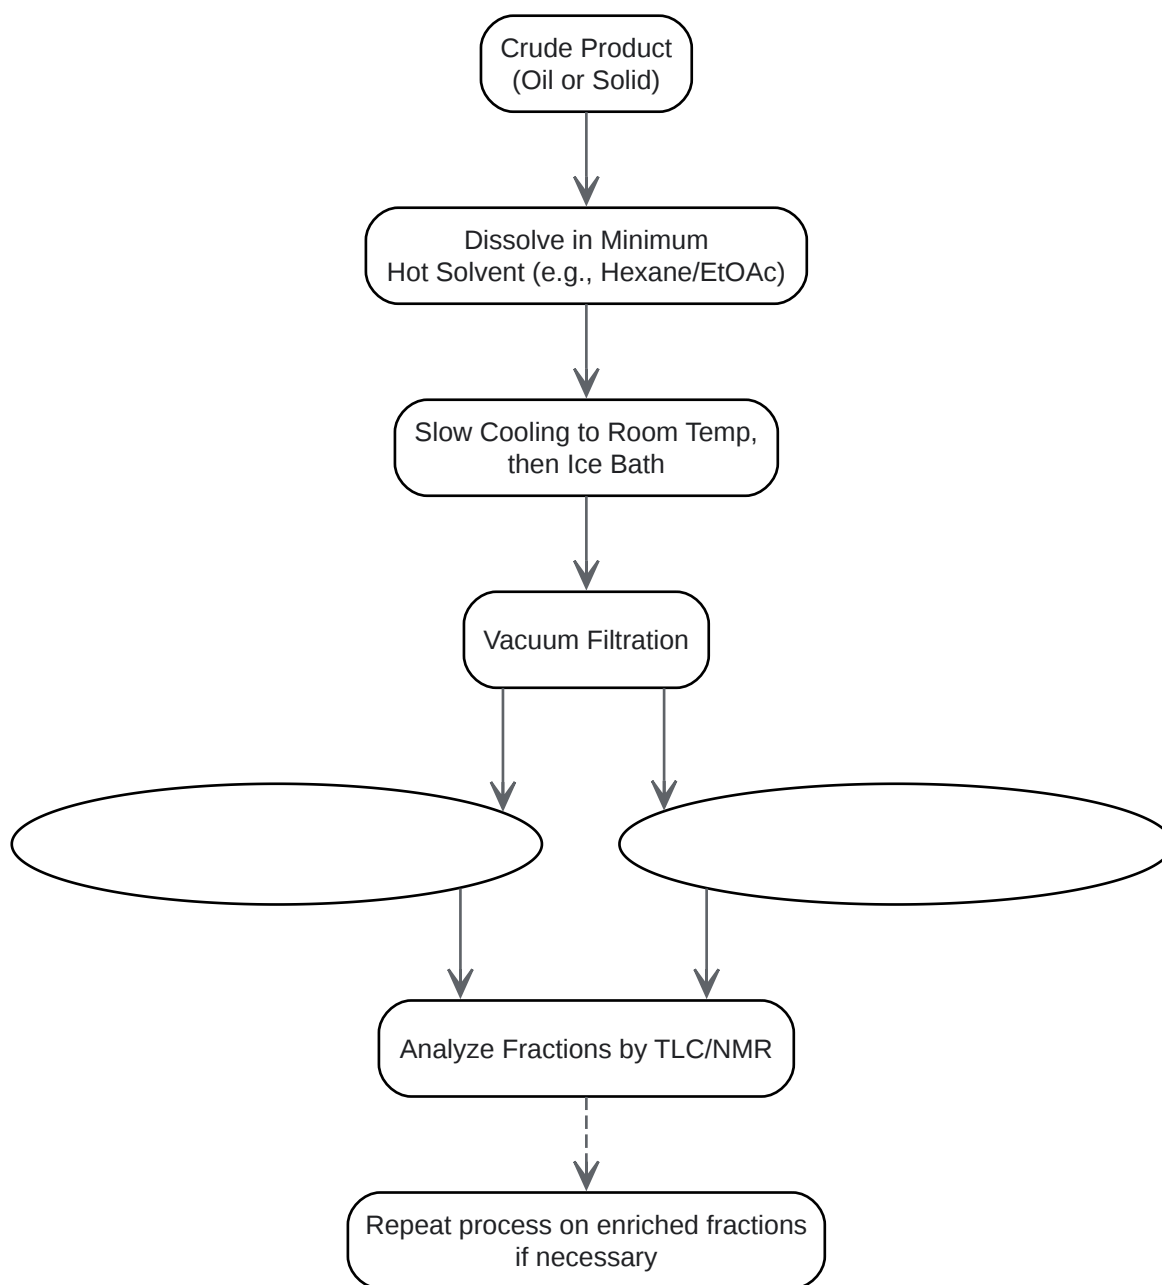 Crude Product
(Oil or Solid)
Dissolve in Minimum
Hot Solvent (e.g., Hexane/EtOAc)
Slow Cooling to Room Temp,
then Ice Bath
Vacuum Filtration
Analyze Fractions by TLC/NMR
Repeat process on enriched fractions
if necessary